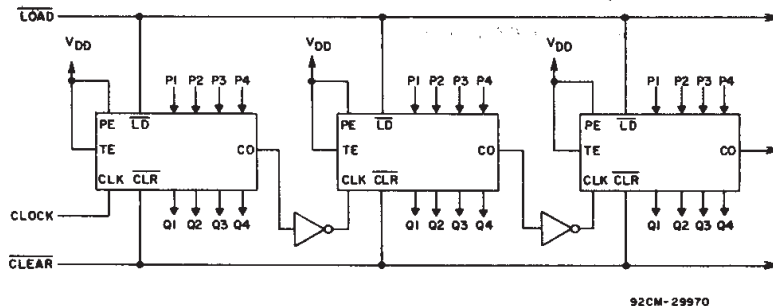 LOAD
VDD VDD VDD
P1 P2 P3 P4 P1 P2 P3 P4 P1 P2 P3 P4
PE LD PE LD PE LD
TE CO TE CO TE CO
CLK CLR CLK CLR CLK CLR
CLOCK
Q1 Q2 Q3 Q4 Q1 Q2 Q3 Q4 Q1 Q2 Q3 Q4
CLEAR
92CM-29970